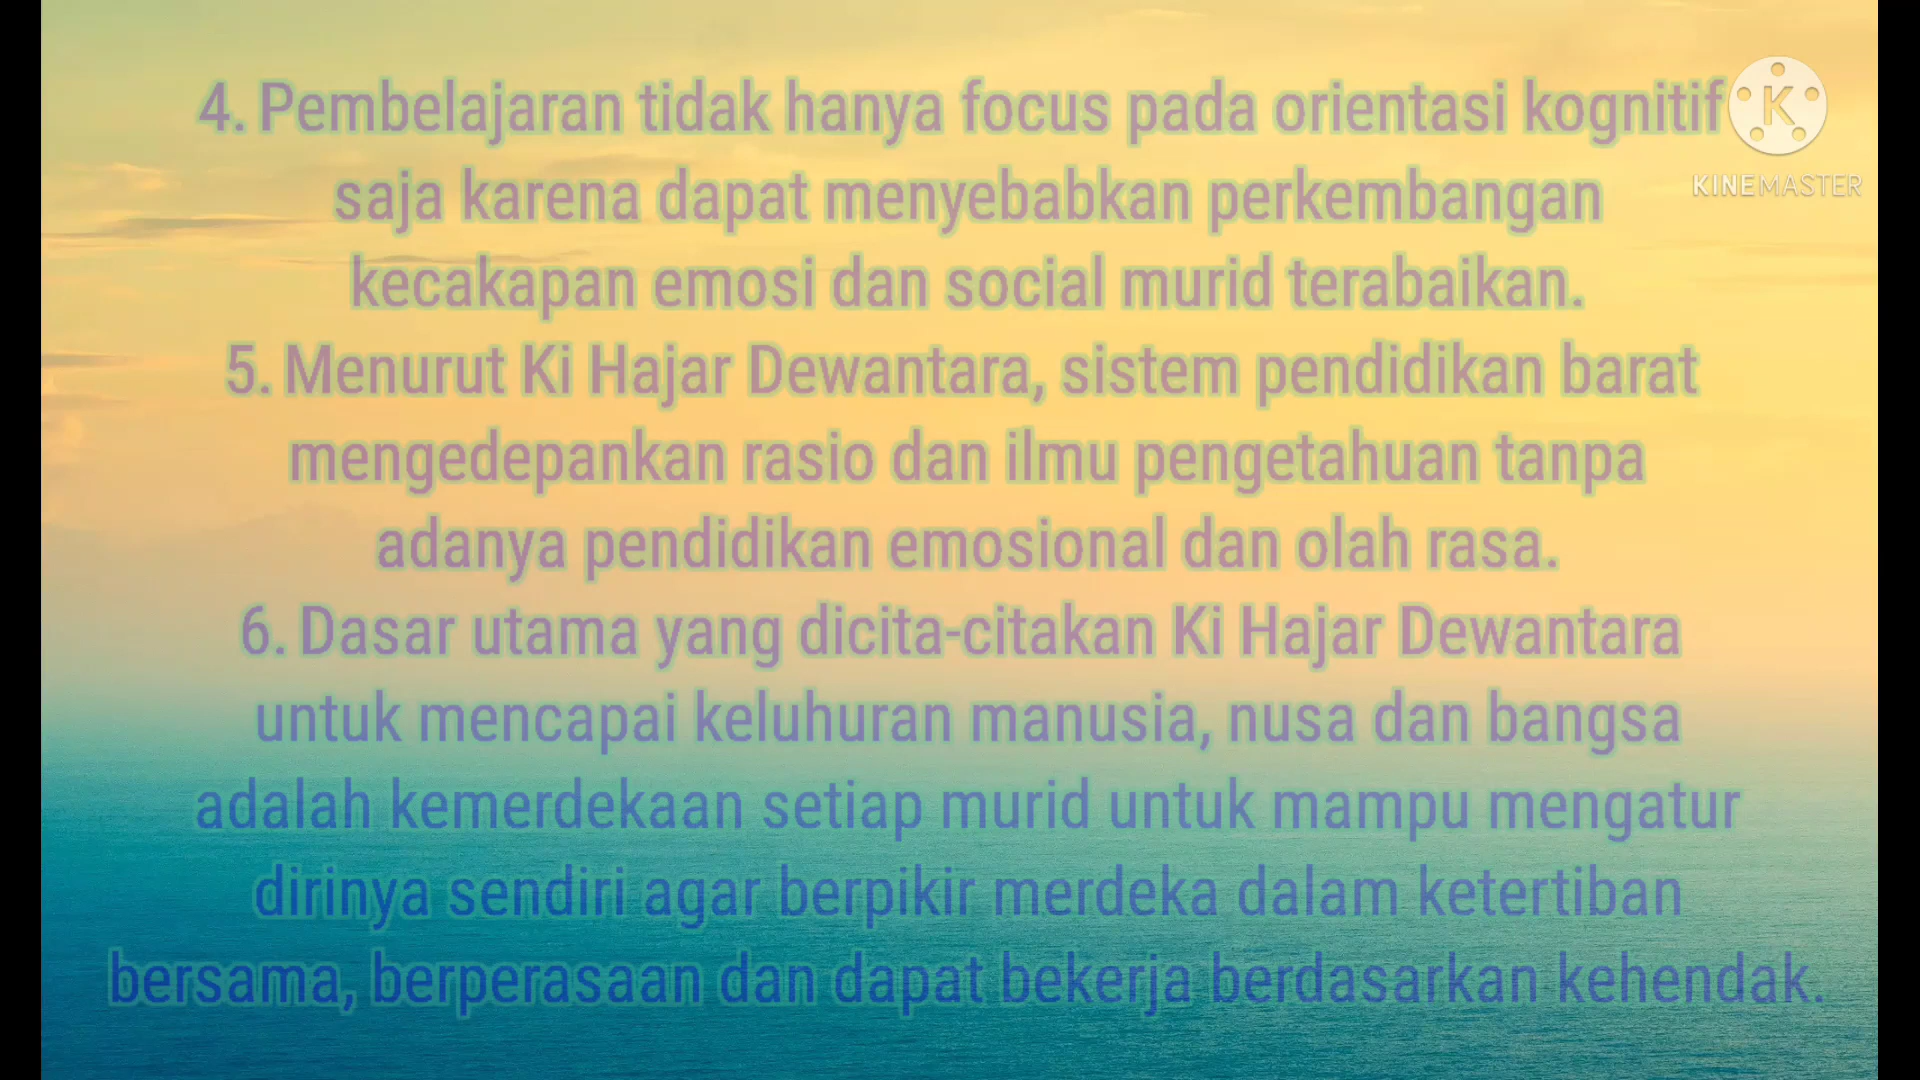 4. Pembelajaran tidak hanya focus pada orientasi kognitif
saja karena dapat menyebabkan perkembangan
kecakapan emosi dan social murid terabaikan.
5. Menurut Ki Hajar Dewantara, sistem pendidikan barat
mengedepankan rasio dan ilmu pengetahuan tanpa
adanya pendidikan emosional dan olah rasa.
6. Dasar utama yang dicita-citakan Ki Hajar Dewantara
untuk mencapai keluhuran manusia, nusa dan bangsa
adalah kemerdekaan setiap murid untuk mampu mengatur
dirinya sendiri agar berpikir merdeka dalam ketertiban
bersama, berperasaan dan dapat bekerja berdasarkan kehendak.
K
KINEMASTER